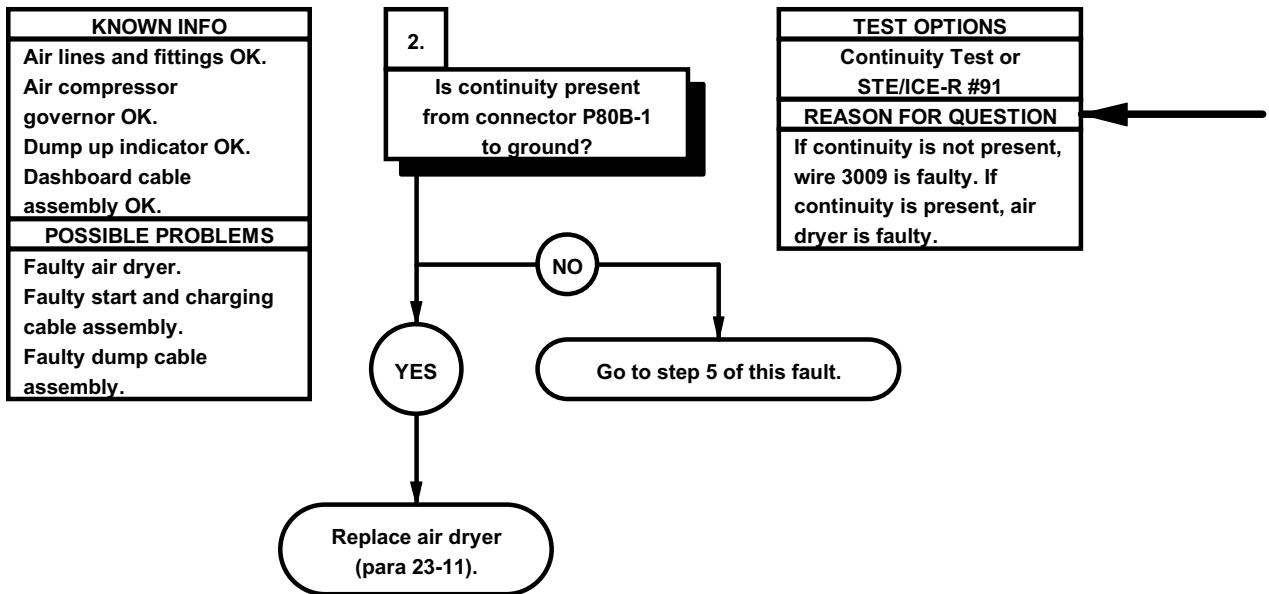 KNOWN INFO
Air lines and fittings OK.
Air compressor
governor OK.
Dump up indicator OK.
Dashboard cable
assembly OK.
POSSIBLE PROBLEMS
Faulty air dryer.
Faulty start and charging
cable assembly.
Faulty dump cable
assembly.
2.
Is continuity present
from connector P80B-1
to ground?
TEST OPTIONS
Continuity Test or
STE/ICE-R #91
REASON FOR QUESTION
If continuity is not present,
wire 3009 is faulty. If
continuity is present, air
dryer is faulty.
NO
YES
Go to step 5 of this fault.
Replace air dryer
(para 23-11).